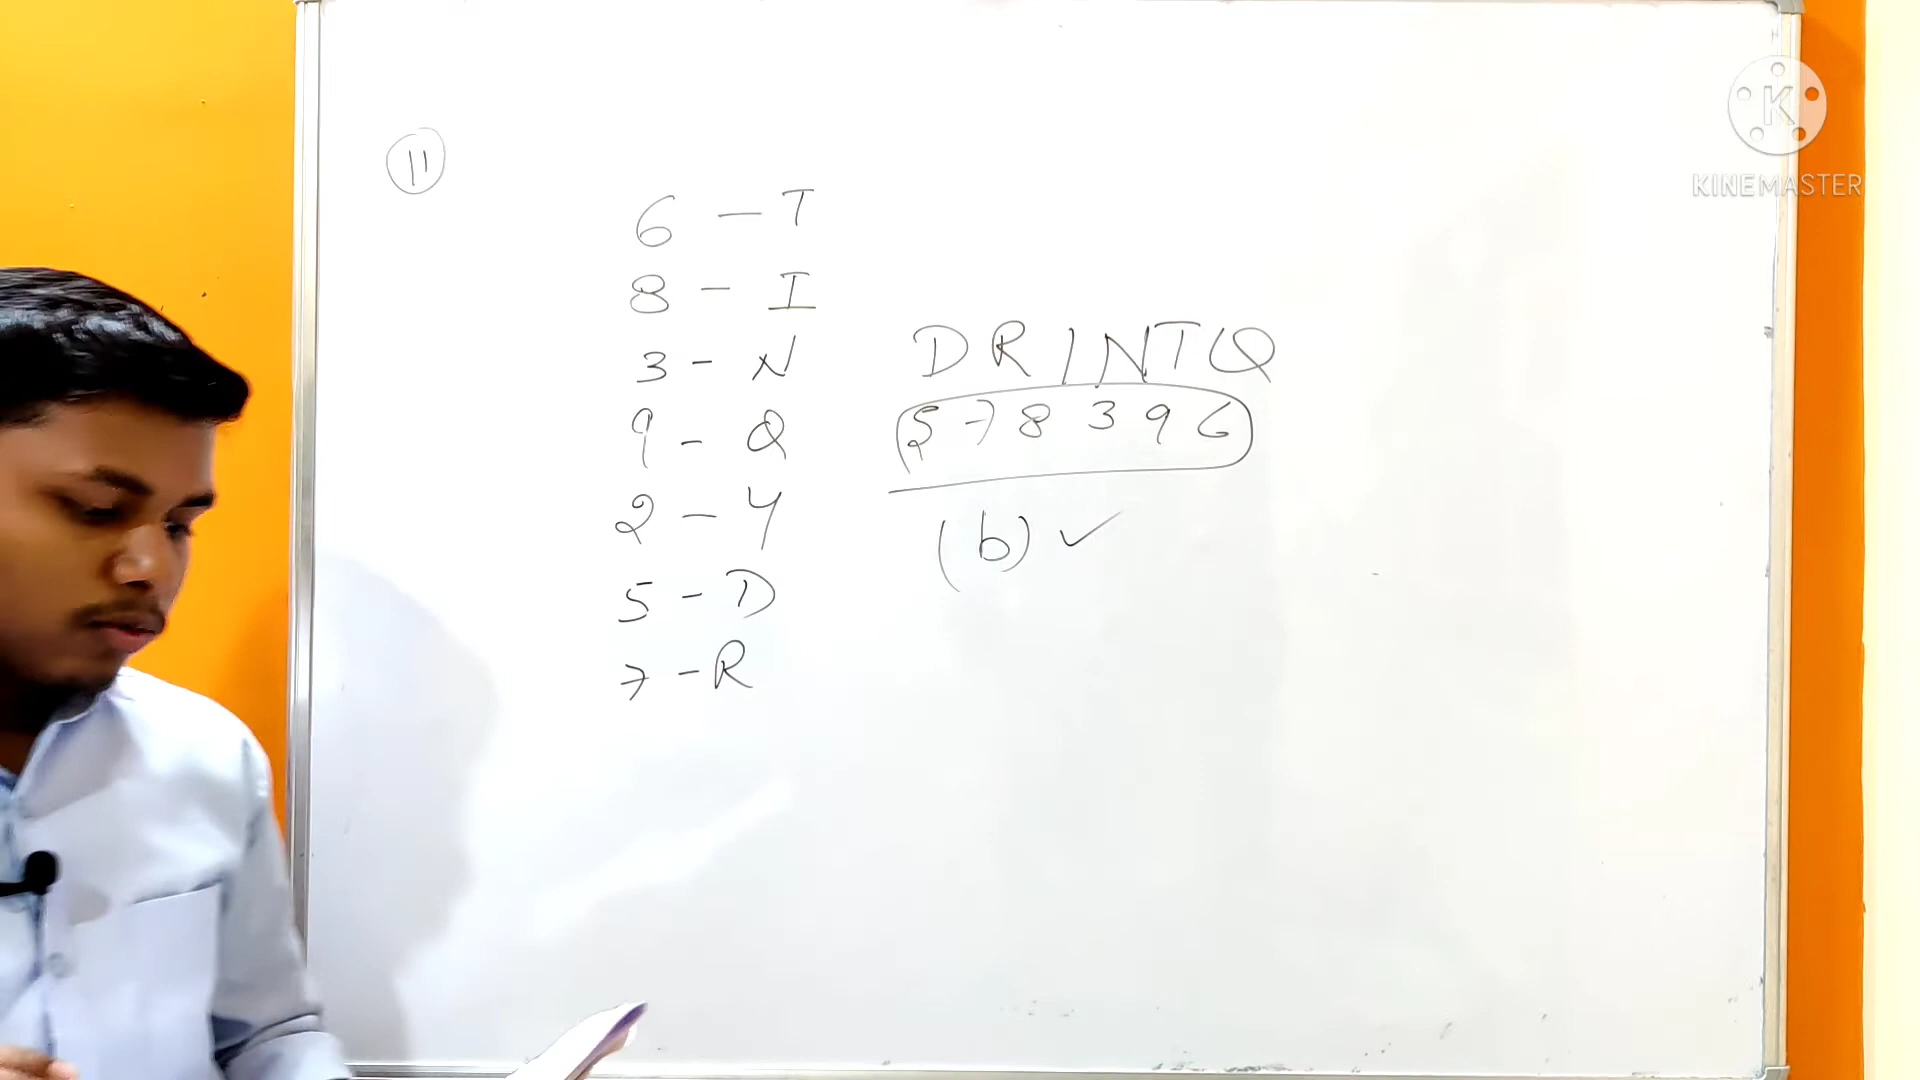 11
6 – T
8 – I
3 – N
9 – Q
2 – Y
5 – D
7 – R
DRINTQ
578396
(b) ✓
K
KINEMASTER